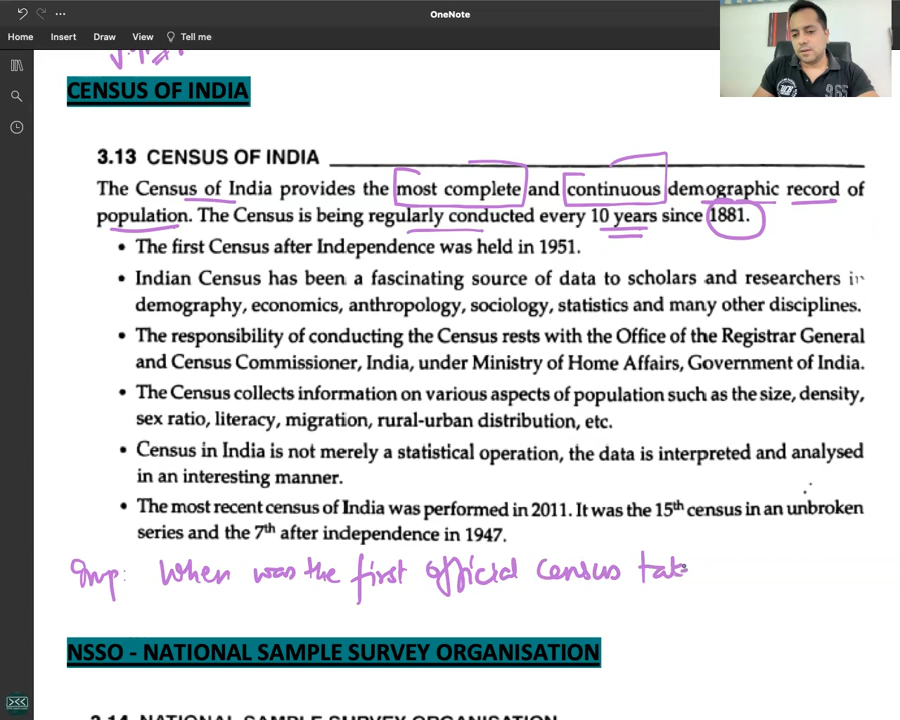 OneNote
Home Insert Draw View Tell me
CENSUS OF INDIA
3.13 CENSUS OF INDIA
The Census of India provides the most complete and continuous demographic record of
population. The Census is being regularly conducted every 10 years since 1881.
• The first Census after Independence was held in 1951.
• Indian Census has been a fascinating source of data to scholars and researchers in
demography, economics, anthropology, sociology, statistics and many other disciplines.
• The responsibility of conducting the Census rests with the Office of the Registrar General
and Census Commissioner, India, under Ministry of Home Affairs, Government of India.
• The Census collects information on various aspects of population such as the size, density,
sex ratio, literacy, migration, rural-urban distribution, etc.
• Census in India is not merely a statistical operation, the data is interpreted and analysed
in an interesting manner.
• The most recent census of India was performed in 2011. It was the 15th census in an unbroken
series and the 7th after independence in 1947.
Imp: When was the first official census tak
NSSO - NATIONAL SAMPLE SURVEY ORGANISATION
3.14 NATIONAL SAMPLE SURVEY ORGANISATION